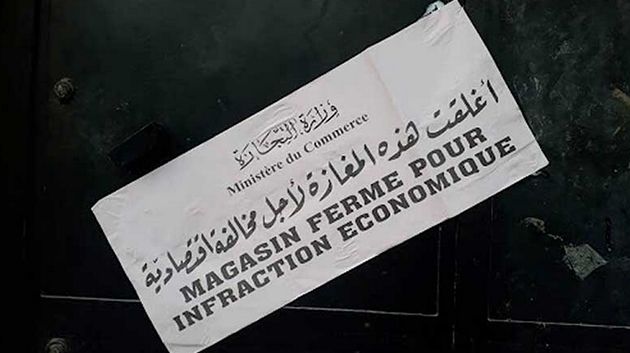 وزارة التجارة
Ministère du Commerce
أغلقت هذه المغازة لأجل مخالفة اقتصادية
MAGASIN FERME POUR
INFRACTION ECONOMIQUE